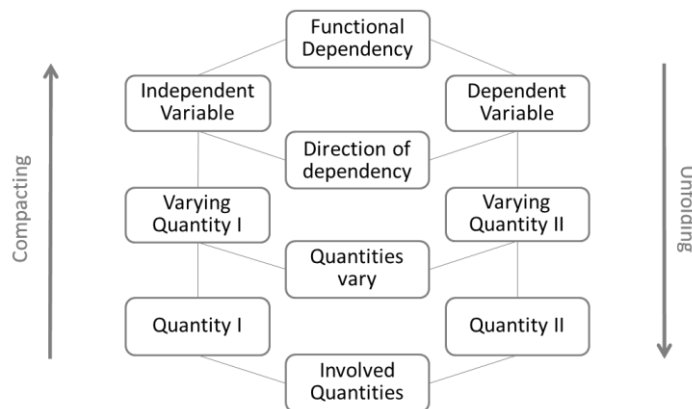 Functional
Dependency
Independent
Variable
Dependent
Variable
Direction of
dependency
Varying
Quantity I
Varying
Quantity II
Quantities
vary
Quantity I
Quantity II
Involved
Quantities
Compacting
Unfolding